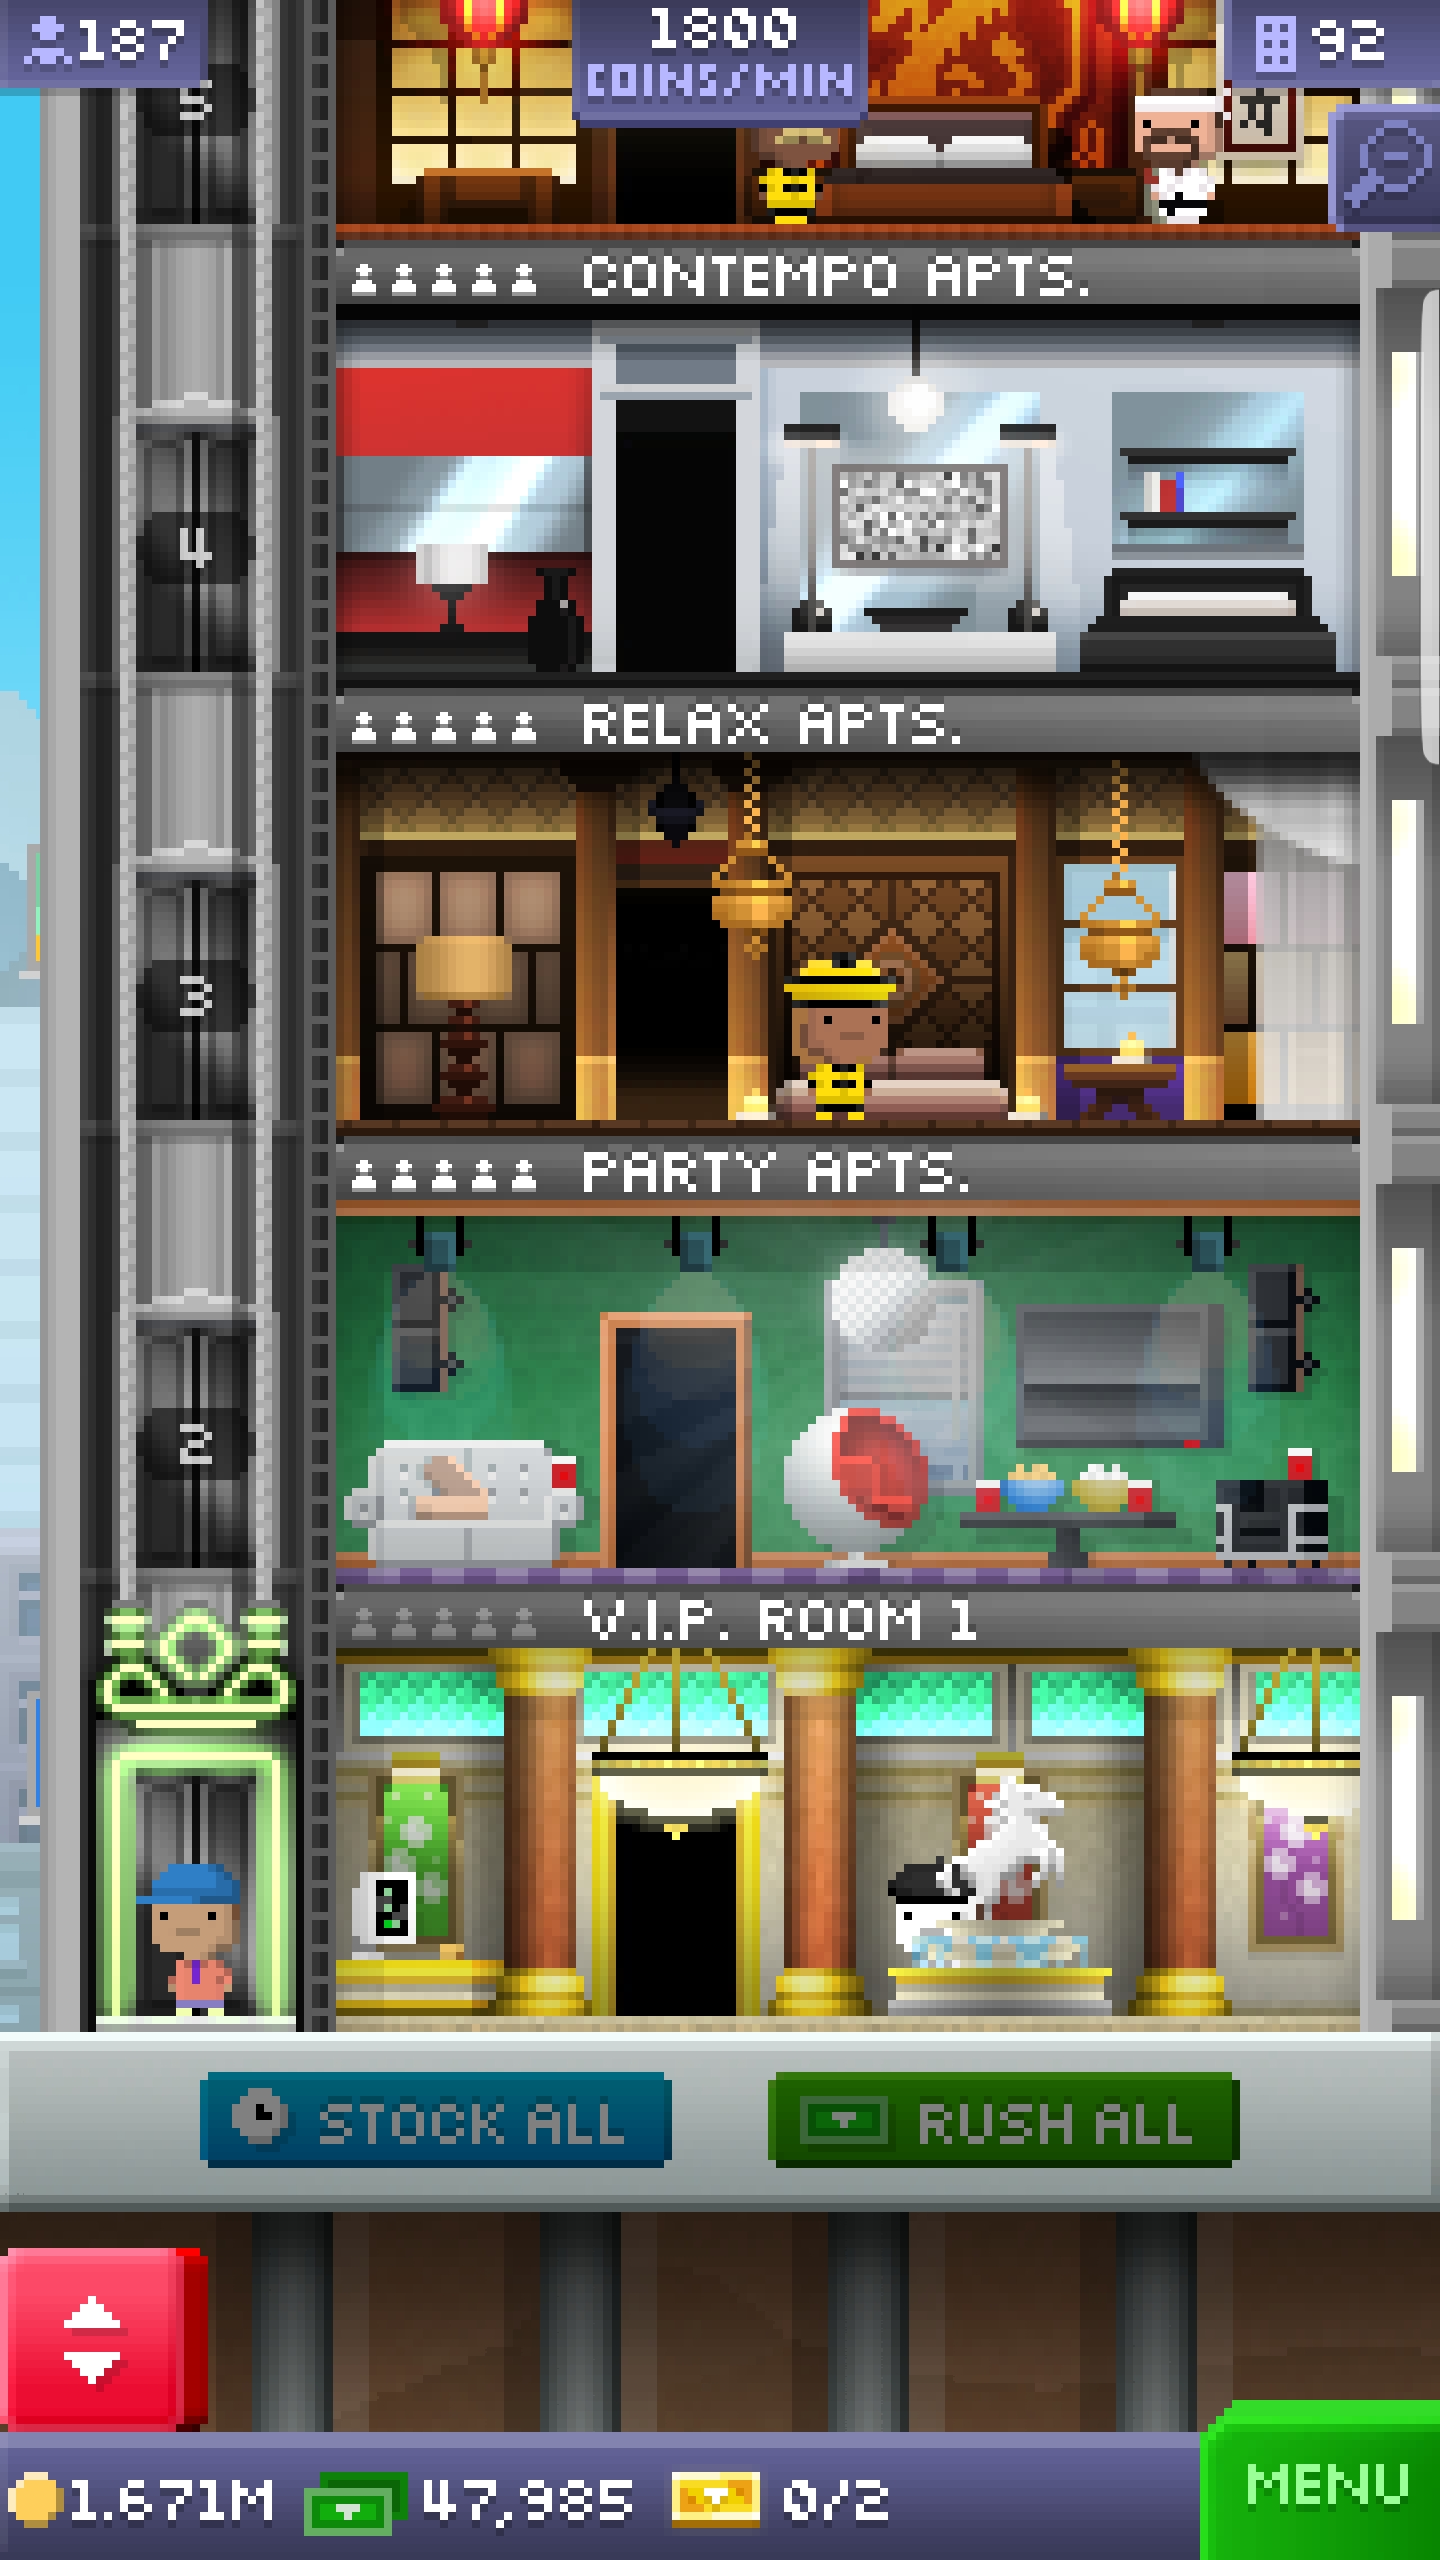 187
1800
COINS/MIN
92
5
CONTEMPO APTS.
4
RELAX APTS.
3
PARTY APTS.
2
V.I.P. ROOM 1
STOCK ALL
RUSH ALL
1.671M
47,985
0/2
MENU